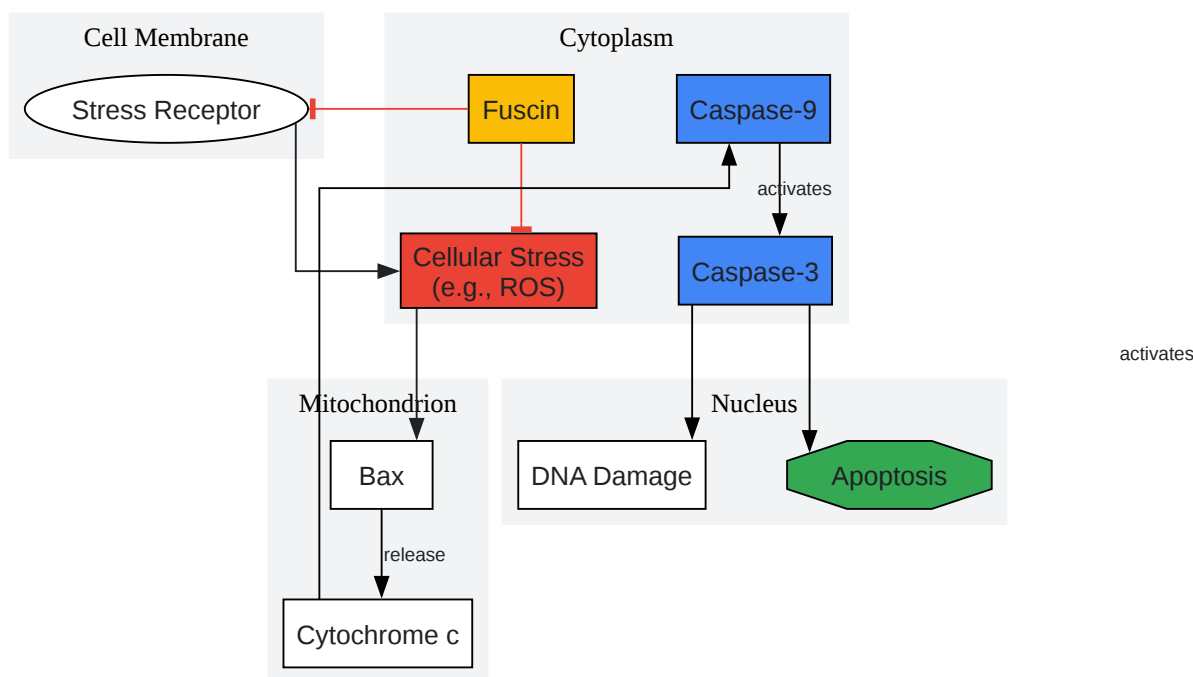 Cell Membrane
Cytoplasm
Stress Receptor
Fuscin
Caspase-9
activates
Cellular Stress
(e.g., ROS)
Caspase-3
activates
Mitochondrion
Nucleus
Bax
DNA Damage
Apoptosis
release
Cytochrome c